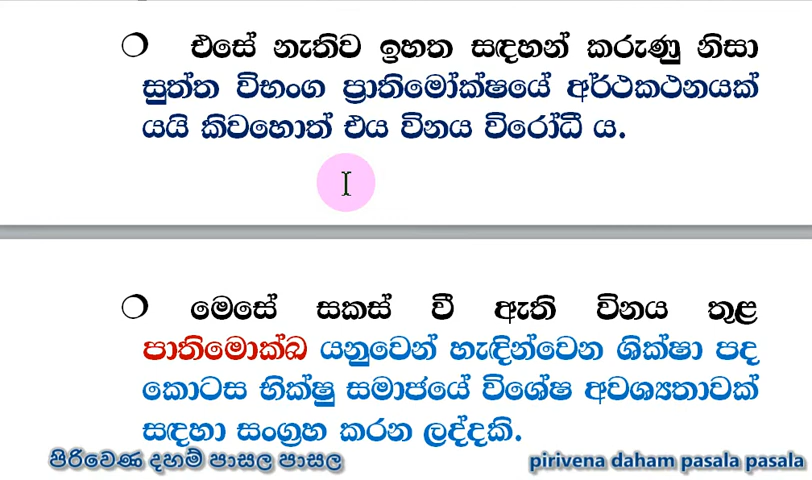 ❍ එසේ නැතිව ඉහත සඳහන් කරුණු නිසා
සුත්ත විභංග ප්‍රාතිමෝක්ෂයේ අර්ථකථනයක්
යයි කිවහොත් එය විනය විරෝධී ය.
❍ මෙසේ සකස් වී ඇති විනය තුළ
පාතිමොක්ඛ යනුවෙන් හැඳින්වෙන ශික්ෂා පද
කොටස භික්ෂු සමාජයේ විශේෂ අවශ්‍යතාවක්
සඳහා සංග්‍රහ කරන ලද්දකි.
පිරිවෙණ දහම් පාසල පාසල
pirivena daham pasala pasala